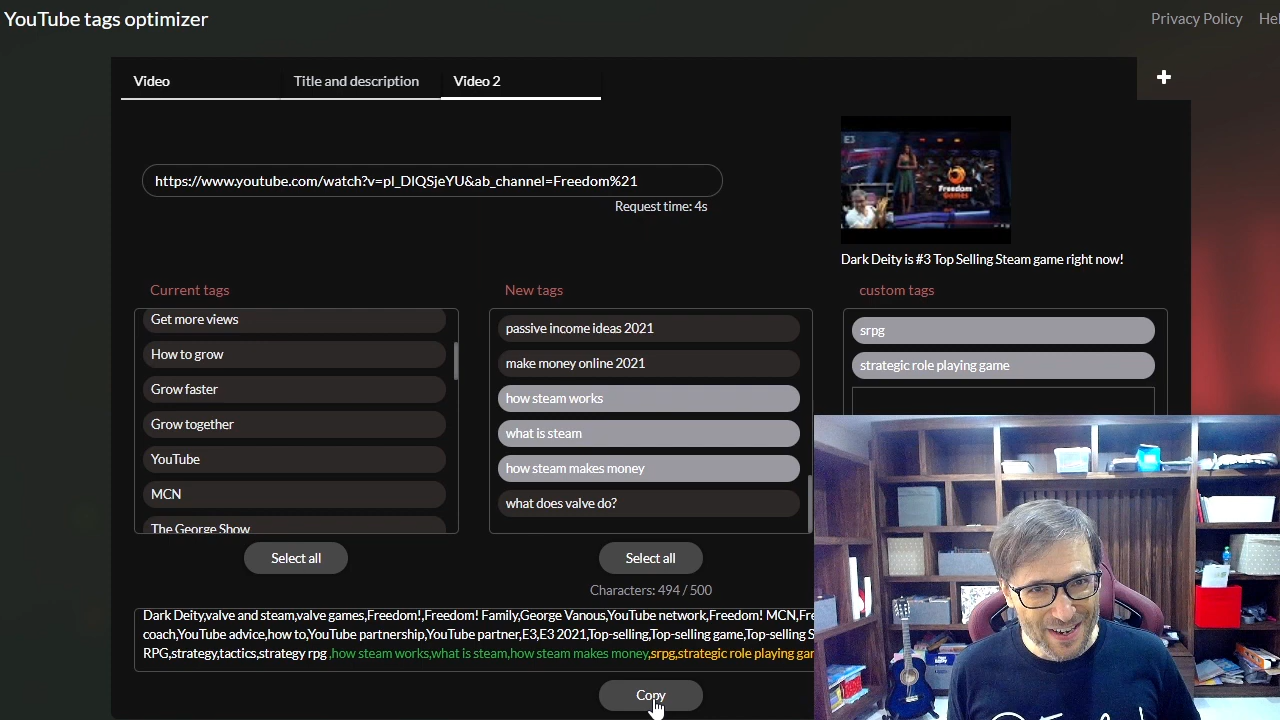 YouTube tags optimizer
Privacy Policy
Video
Title and description
Video 2
+
https://www.youtube.com/watch?v=pl_DlQSjeYU&ab_channel=Freedom%21
Request time: 4s
E3
Freedom
Games
Dark Deity is #3 Top Selling Steam game right now!
Current tags
New tags
custom tags
Get more views
How to grow
Grow faster
Grow together
YouTube
MCN
The George Show
passive income ideas 2021
make money online 2021
how steam works
what is steam
how steam makes money
what does valve do?
srpg
strategic role playing game
Select all
Select all
Characters: 494 / 500
Dark Deity,valve and steam,valve games,Freedom!,Freedom! Family,George Vanous,YouTube network,Freedom! MCN,
coach,YouTube advice,how to,YouTube partnership,YouTube partner,E3,E3 2021,Top-selling,Top-selling game,Top-selling
RPG,strategy,tactics,strategy rpg,how steam works,what is steam,how steam makes money,srpg,strategic role playing
Copy